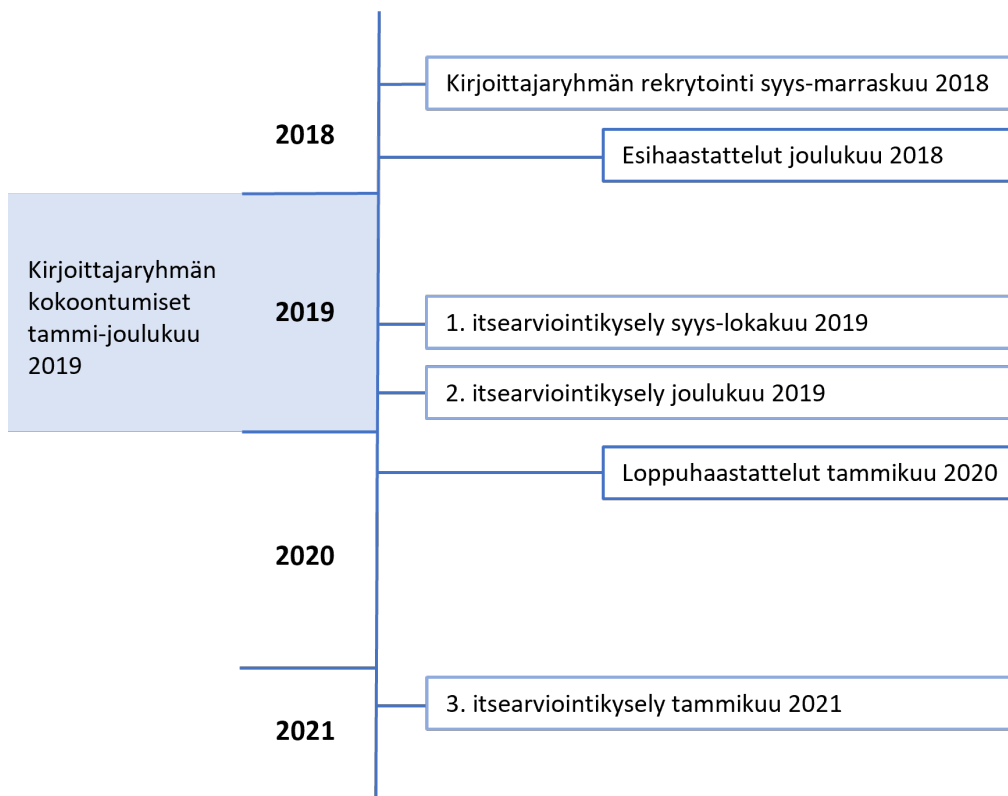 Kirjoittajaryhmän rekrytointi syys-marraskuu 2018
2018
Esihaastattelut joulukuu 2018
Kirjoittajaryhmän
kokoontumiset
tammi-joulukuu
2019
2019
1. itsearviointikysely syys-lokakuu 2019
2. itsearviointikysely joulukuu 2019
Loppuhaastattelut tammikuu 2020
2020
3. itsearviointikysely tammikuu 2021
2021